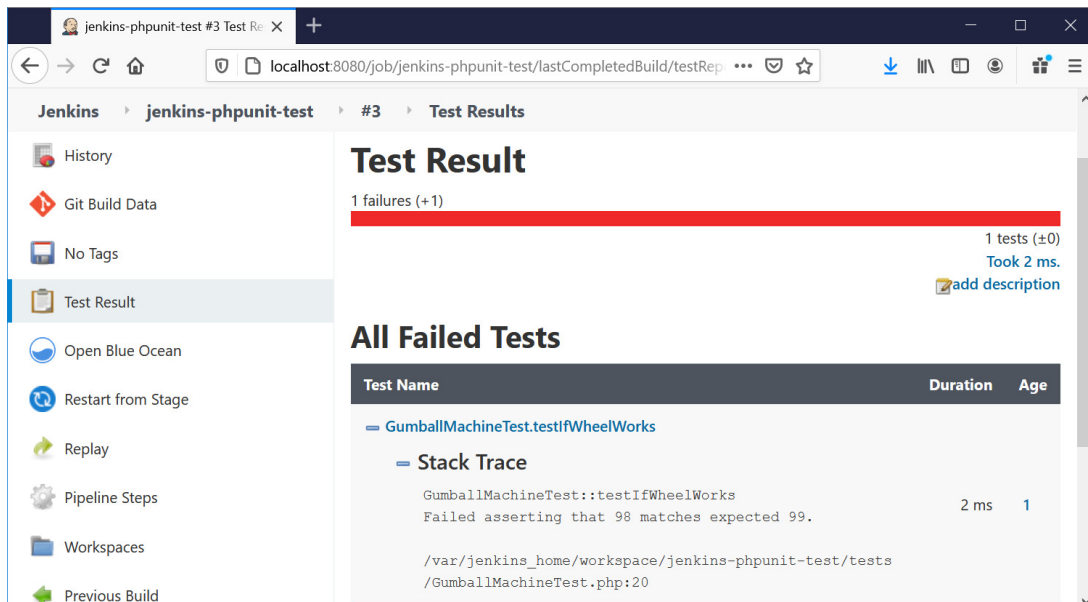 jenkins-phpunit-test #3 Test Re
localhost:8080/job/jenkins-phpunit-test/lastCompletedBuild/testRep
Jenkins jenkins-phpunit-test #3 Test Results
History
Git Build Data
No Tags
Test Result
Open Blue Ocean
Restart from Stage
Replay
Pipeline Steps
Workspaces
Previous Build
Test Result
1 failures (+1)
1 tests (±0)
Took 2 ms.
add description
All Failed Tests
Test Name Duration Age
GumballMachineTest.testIfWheelWorks
Stack Trace
GumballMachineTest::testIfWheelWorks
Failed asserting that 98 matches expected 99.
2 ms 1
/var/jenkins_home/workspace/jenkins-phpunit-test/tests
/GumballMachineTest.php:20